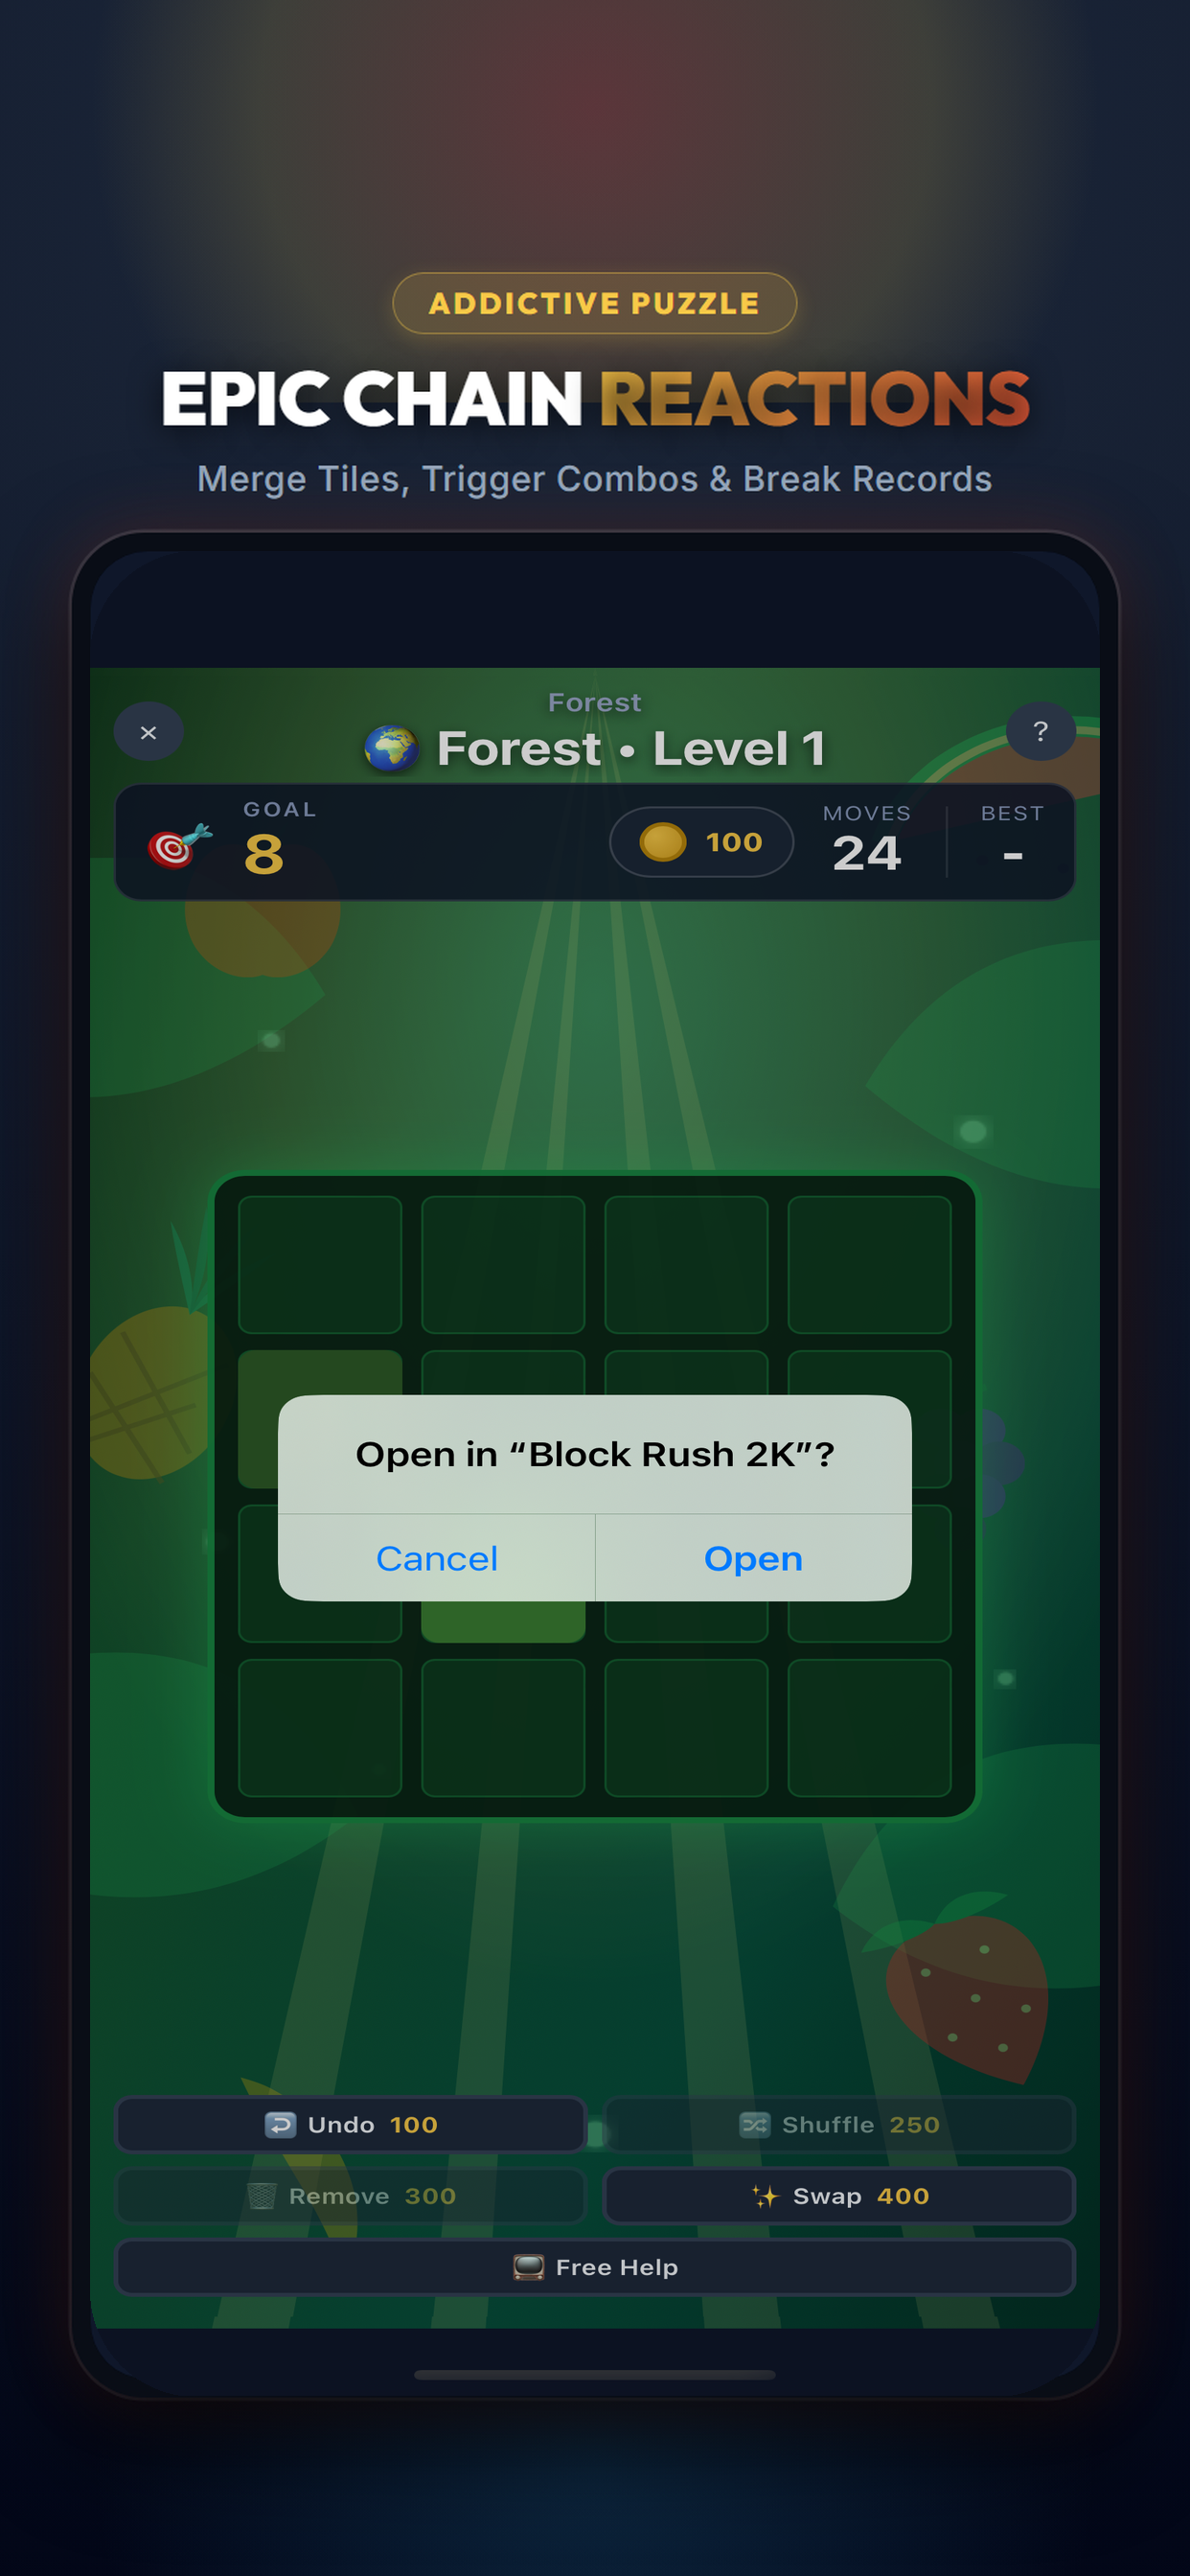 ADDICTIVE PUZZLE
EPIC CHAIN REACTIONS
Merge Tiles, Trigger Combos & Break Records
Forest
×
Forest • Level 1
?
GOAL
8
100
MOVES
24
BEST
-
Open in “Block Rush 2K”?
Cancel
Open
Undo 100
Shuffle 250
Remove 300
Swap 400
Free Help